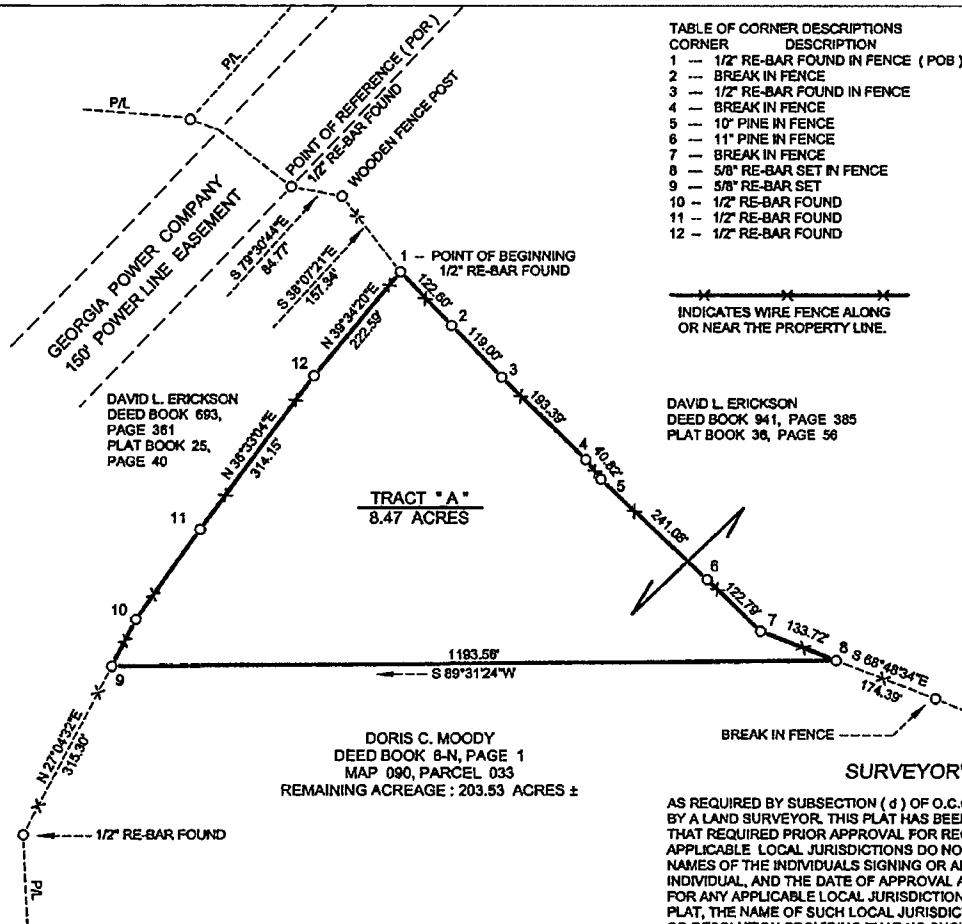 TABLE OF CORNER DESCRIPTIONS
CORNER DESCRIPTION
1 -- 1/2" RE-BAR FOUND IN FENCE ( POB )
2 -- BREAK IN FENCE
3 -- 1/2" RE-BAR FOUND IN FENCE
4 -- BREAK IN FENCE
5 -- 10" PINE IN FENCE
6 -- 11" PINE IN FENCE
7 -- BREAK IN FENCE
8 -- 5/8" RE-BAR SET IN FENCE
9 -- 5/8" RE-BAR SET
10 -- 1/2" RE-BAR FOUND
11 -- 1/2" RE-BAR FOUND
12 -- 1/2" RE-BAR FOUND
INDICATES WIRE FENCE ALONG
OR NEAR THE PROPERTY LINE.
P/L
P/L
POINT OF REFERENCE ( POR )
1/2" RE-BAR FOUND
WOODEN FENCE POST
GEORGIA POWER COMPANY
150' POWER LINE EASEMENT
S 79°30'44"E
84.77'
S 38°07'21"E
157.34'
1 -- POINT OF BEGINNING
1/2" RE-BAR FOUND
N 39°34'20"E
222.59'
122.60'
2
119.00'
3
193.39'
12
DAVID L. ERICKSON
DEED BOOK 693,
PAGE 361
PLAT BOOK 25,
PAGE 40
DAVID L. ERICKSON
DEED BOOK 941, PAGE 385
PLAT BOOK 36, PAGE 56
N 36°33'04"E
314.15'
4
40.82'
5
TRACT "A"
8.47 ACRES
241.08'
11
6
122.79'
10
7
133.72'
8
S 68°48'34"E
174.39'
1193.56'
S 89°31'24"W
9
BREAK IN FENCE
N 27°04'32"E
315.30'
DORIS C. MOODY
DEED BOOK 6-N, PAGE 1
MAP 090, PARCEL 033
REMAINING ACREAGE : 203.53 ACRES ±
1/2" RE-BAR FOUND
P/L
SURVEYOR'
AS REQUIRED BY SUBSECTION ( d ) OF O.C.
BY A LAND SURVEYOR. THIS PLAT HAS BEE
THAT REQUIRED PRIOR APPROVAL FOR RE
APPLICABLE LOCAL JURISDICTIONS DO NO
NAMES OF THE INDIVIDUALS SIGNING OR A
INDIVIDUAL, AND THE DATE OF APPROVAL A
FOR ANY APPLICABLE LOCAL JURISDICTION
PLAT, THE NAME OF SUCH LOCAL JURISDIC